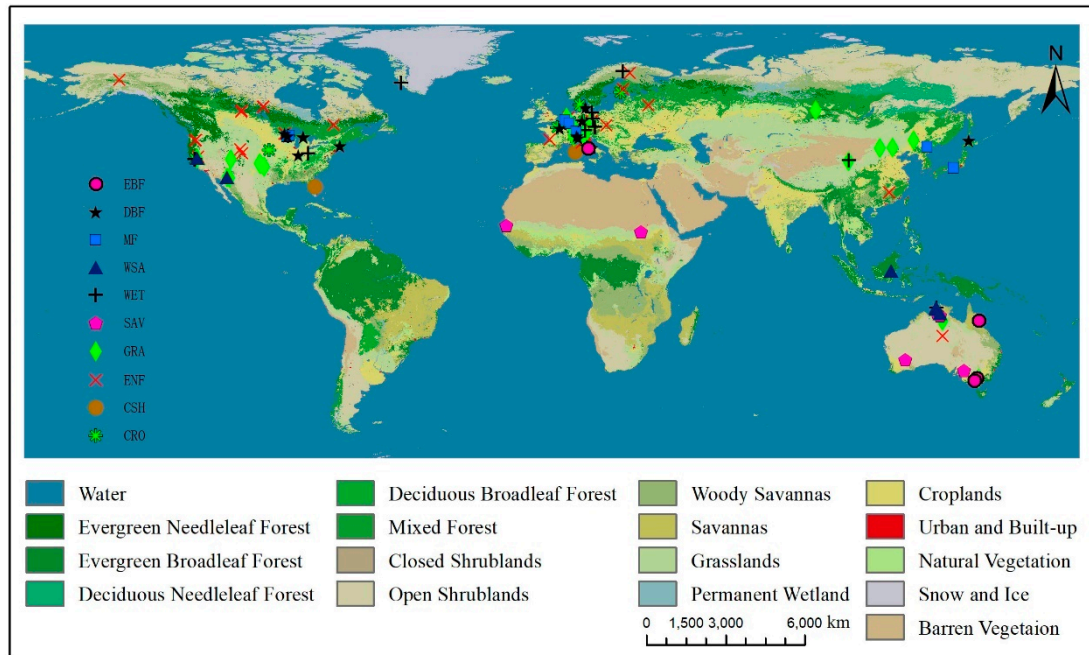 N
EBF
DBF
MF
WSA
WET
SAV
GRA
ENF
CSH
CRO
Water
Evergreen Needleleaf Forest
Evergreen Broadleaf Forest
Deciduous Needleleaf Forest
Deciduous Broadleaf Forest
Mixed Forest
Closed Shrublands
Open Shrublands
Woody Savannas
Savannas
Grasslands
Permanent Wetland
Croplands
Urban and Built-up
Natural Vegetation
Snow and Ice
Barren Vegetaion
0 1,500 3,000 6,000 km